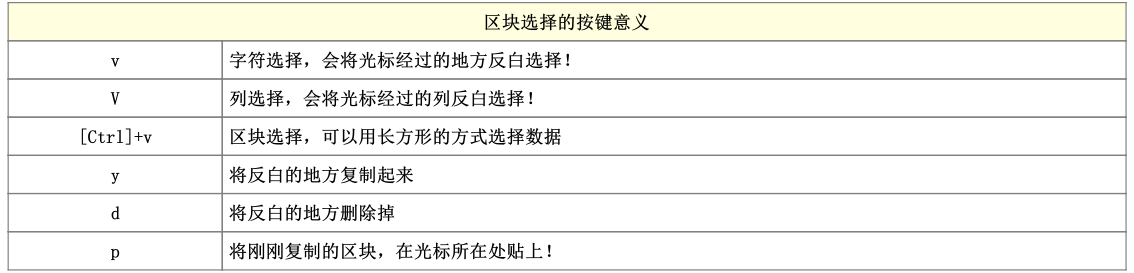 区块选择的按键意义
v 字符选择，会将光标经过的地方反白选择！
V 列选择，会将光标经过的列反白选择！
[Ctrl]+v 区块选择，可以用长方形的方式选择数据
y 将反白的地方复制起来
d 将反白的地方删除掉
p 将刚刚复制的区块，在光标所在处贴上！